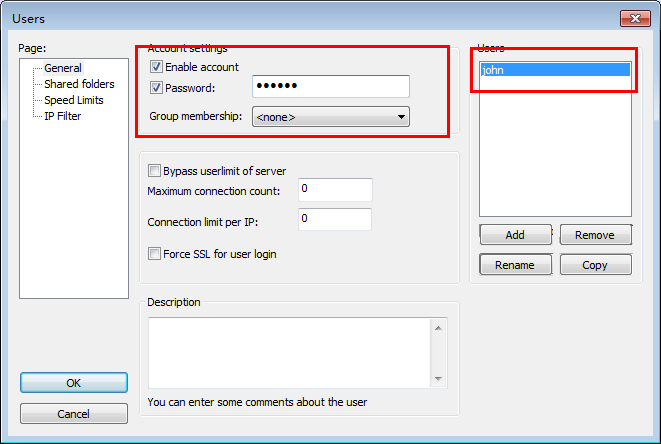 Users
Page:
General
Shared folders
Speed Limits
IP Filter
OK
Cancel
Account settings
Enable account
Password: ●●●●●●
Group membership: <none>
Bypass userlimit of server
Maximum connection count: 0
Connection limit per IP: 0
Force SSL for user login
Description
You can enter some comments about the user
Users
john
Add Remove
Rename Copy